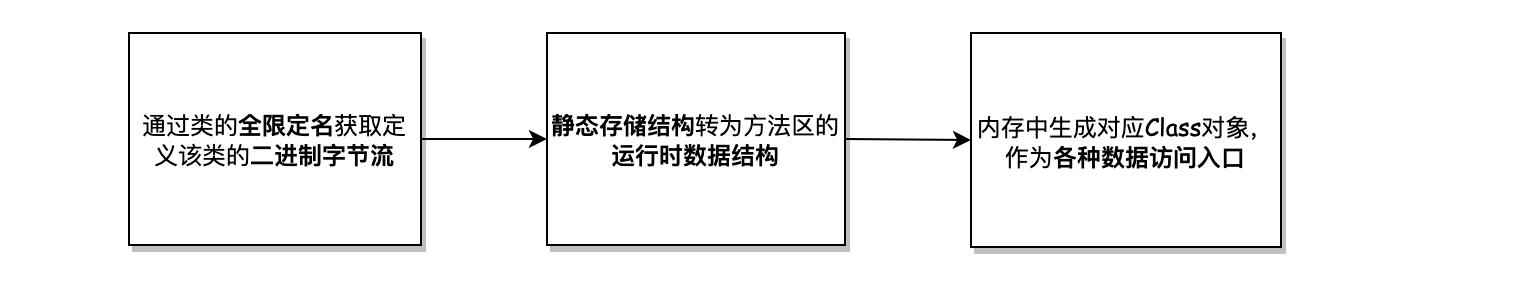 通过类的全限定名获取定
义该类的二进制字节流
静态存储结构转为方法区的
运行时数据结构
内存中生成对应Class对象，
作为各种数据访问入口